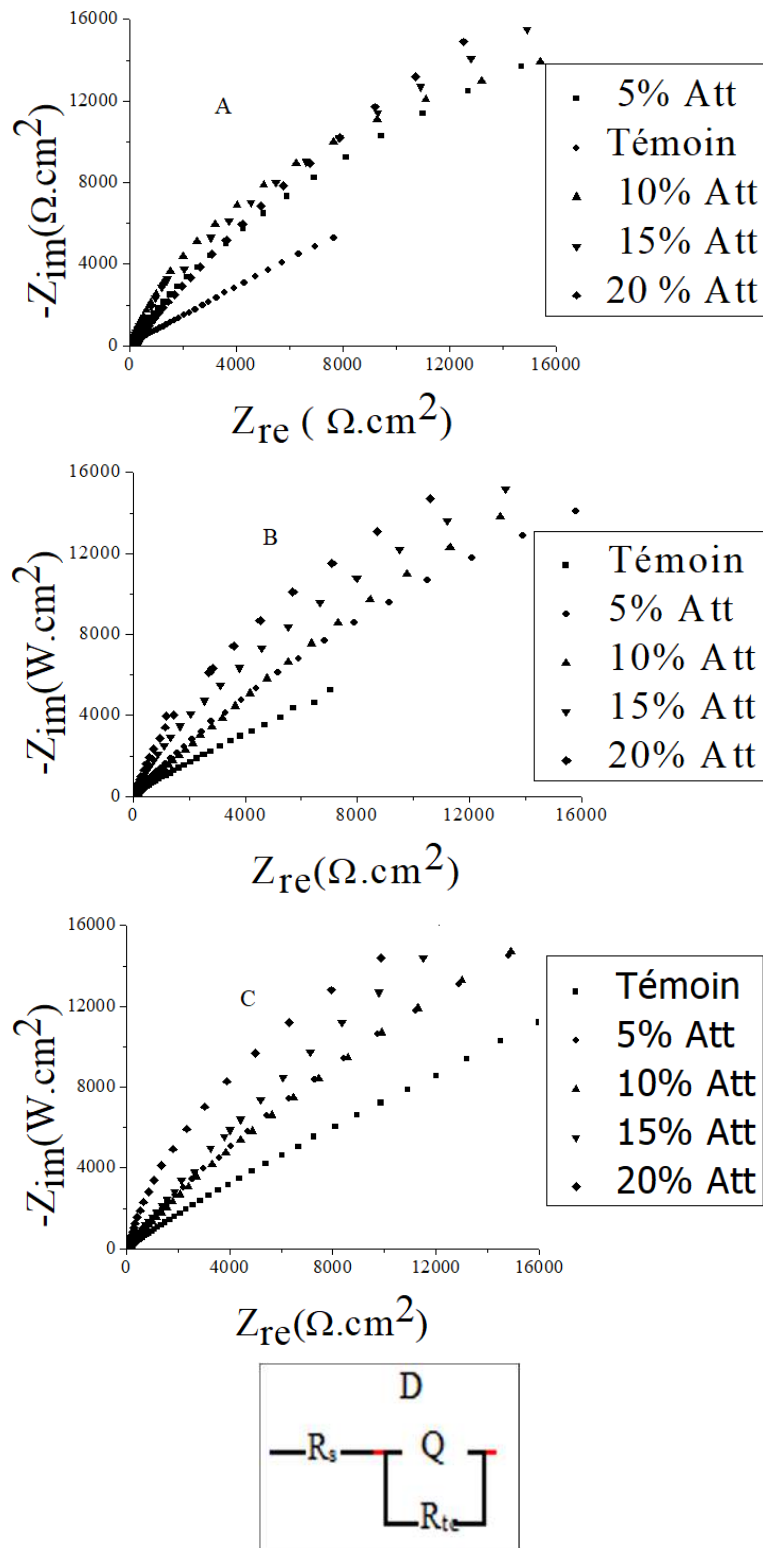 16000
12000
8000
4000
0
-Zim(Ω.cm2)
A
4000
8000
12000
16000
Zre ( Ω.cm2)
5% Att
Témoin
10% Att
15% Att
20 % Att
16000
12000
8000
4000
0
-Zim(W.cm2)
B
0
4000
8000
12000
16000
Zre(Ω.cm2)
Témoin
5% Att
10% Att
15% Att
20% Att
16000
12000
8000
4000
0
-Zim(W.cm2)
C
0
4000
8000
12000
16000
Zre(Ω.cm2)
Témoin
5% Att
10% Att
15% Att
20% Att
D
Rs
Q
Rtc